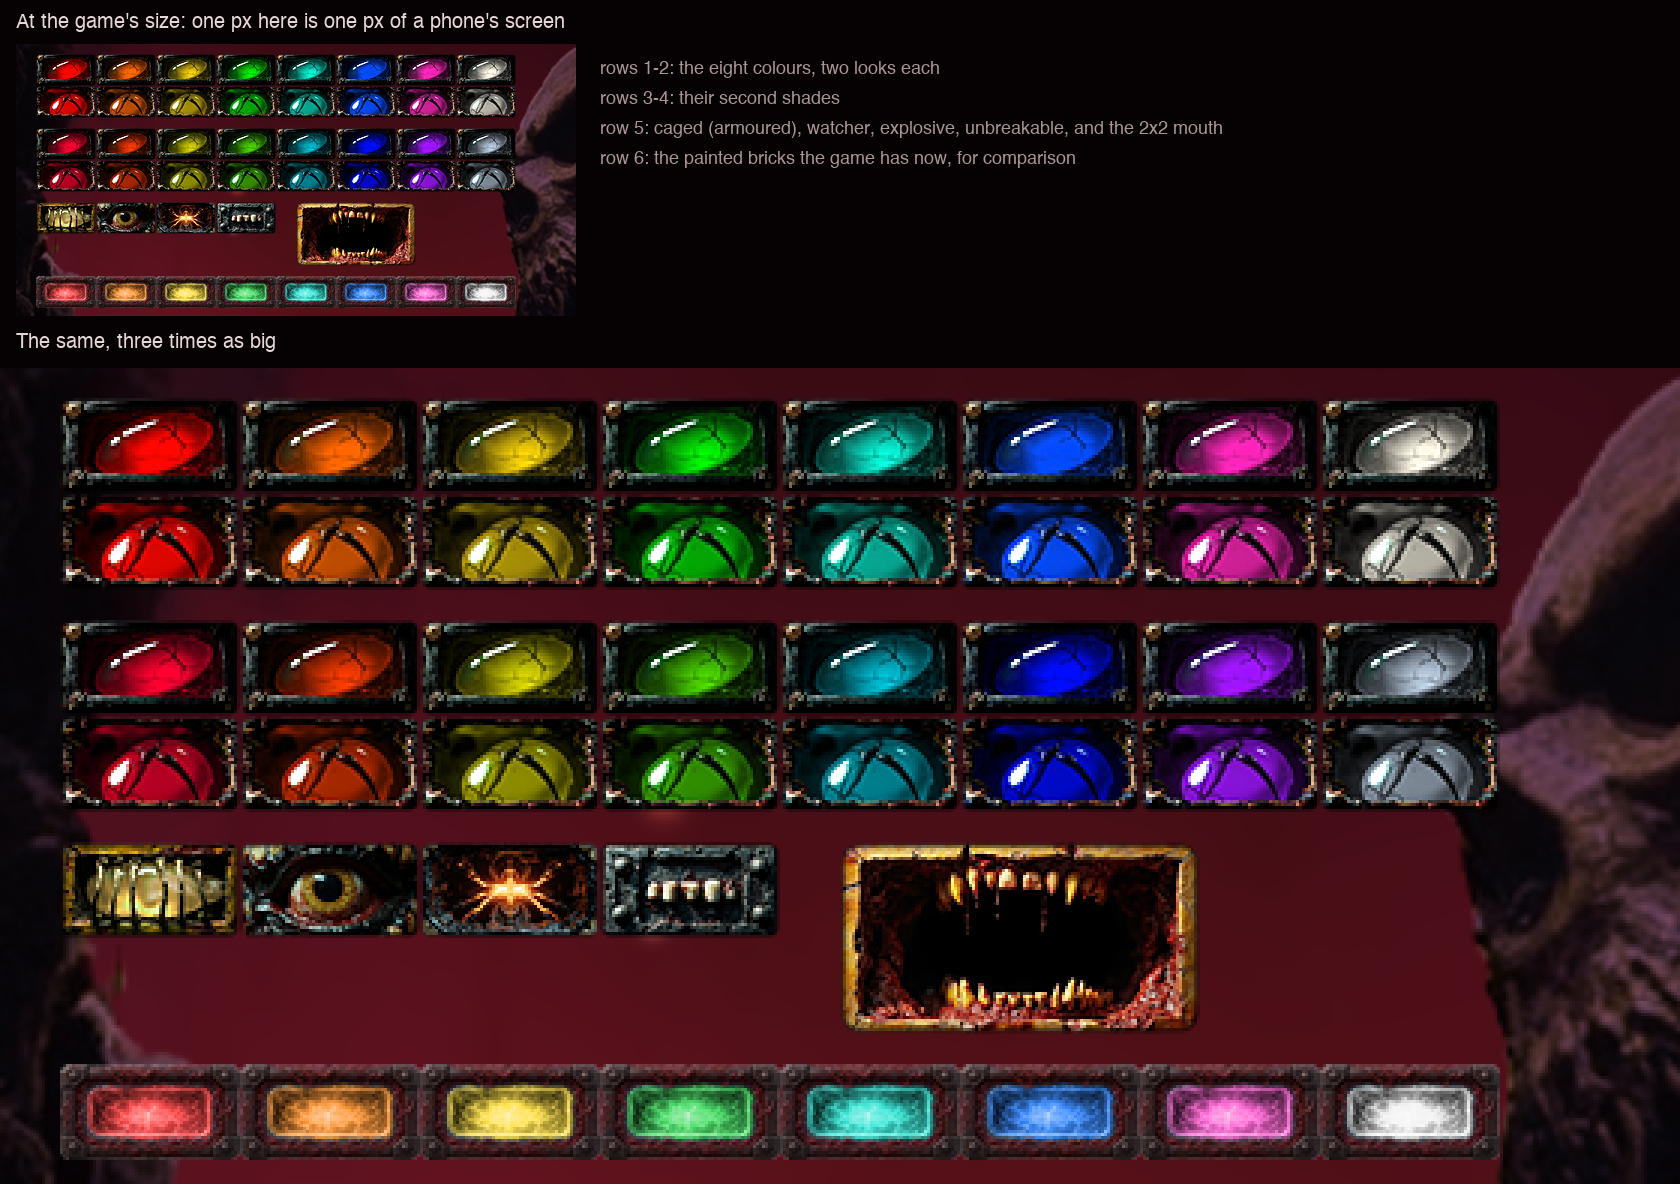 At the game's size: one px here is one px of a phone's screen
rows 1-2: the eight colours, two looks each
rows 3-4: their second shades
row 5: caged (armoured), watcher, explosive, unbreakable, and the 2x2 mouth
row 6: the painted bricks the game has now, for comparison
The same, three times as big